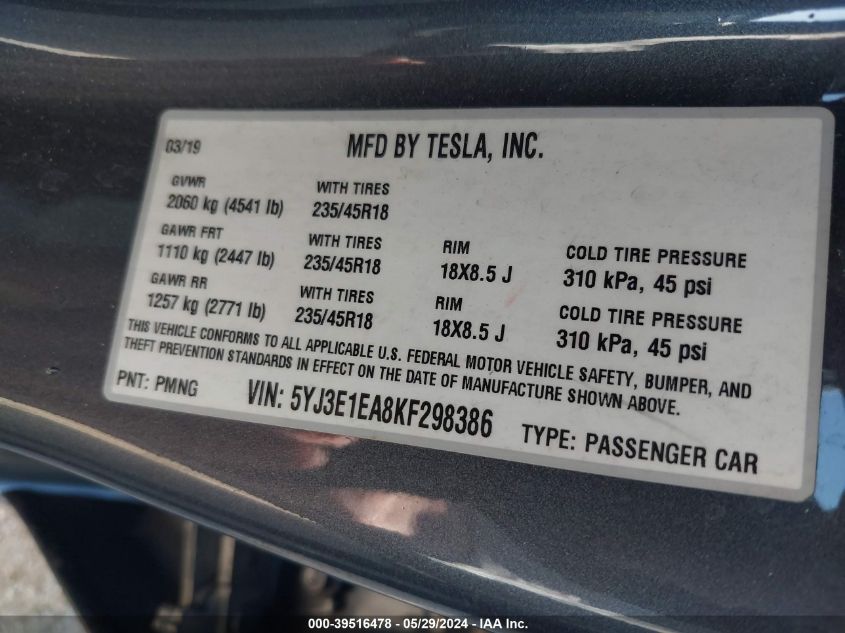 03/19
MFD BY TESLA, INC.
GVWR
2060 kg (4541 lb)
WITH TIRES
235/45R18
GAWR FRT
1110 kg (2447 lb)
WITH TIRES
235/45R18
RIM
18X8.5 J
COLD TIRE PRESSURE
310 kPa, 45 psi
GAWR RR
1257 kg (2771 lb)
WITH TIRES
235/45R18
RIM
18X8.5 J
COLD TIRE PRESSURE
310 kPa, 45 psi
THIS VEHICLE CONFORMS TO ALL APPLICABLE U.S. FEDERAL MOTOR VEHICLE SAFETY, BUMPER, AND
THEFT PREVENTION STANDARDS IN EFFECT ON THE DATE OF MANUFACTURE SHOWN ABOVE.
PNT: PMNG
VIN: 5YJ3E1EA8KF298386
TYPE: PASSENGER CAR
000-39516478 - 05/29/2024 - IAA Inc.